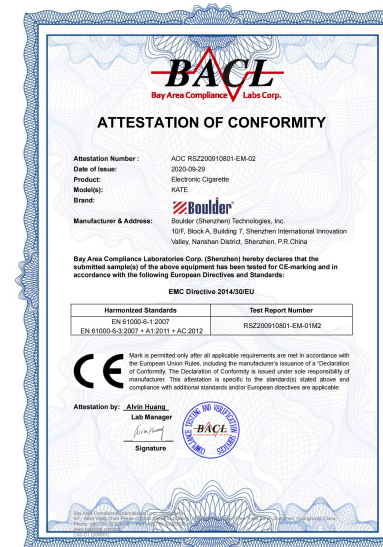 BACL
Bay Area Compliance Labs Corp.
ATTESTATION OF CONFORMITY
Attestation Number : AOC RSZ200910801-EM-02
Date of Issue: 2020-09-29
Product: Electronic Cigarette
Model(s): KATE
Brand:
Boulder
Manufacturer & Address: Boulder (Shenzhen) Technologies, Inc.
10/F, Block A, Building 7, Shenzhen International Innovation
Valley, Nanshan District, Shenzhen, P.R.China
Bay Area Compliance Laboratories Corp. (Shenzhen) hereby declares that the
submitted sample(s) of the above equipment has been tested for CE-marking and in
accordance with the following European Directives and Standards:
EMC Directive 2014/30/EU
Harmonized Standards Test Report Number
EN 61000-6-1:2007
EN 61000-6-3:2007 + A1:2011 + AC:2012
RSZ200910801-EM-01M2
CE
Mark is permitted only after all applicable requirements are met in accordance with
the European Union Rules, including the manufacturer's issuance of a "Declaration
of Conformity. The Declaration of Conformity is issued under sole responsibility of
manufacturer. This attestation is specific to the standard(s) stated above and
compliance with additional standards and/or European directives are applicable.
Attestation by: Alvin Huang
Lab Manager
Alvin Huang
Signature
TESTING AND VERIFICATION
BACL
COMPLIANCE SERVICES